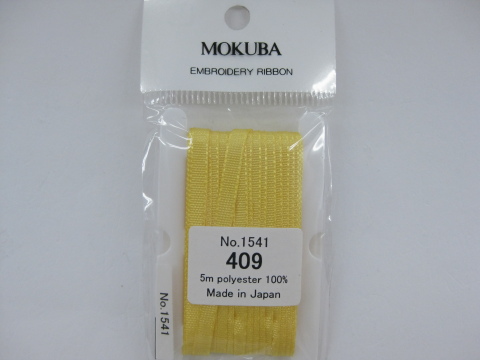 MOKUBA
EMBROIDERY RIBBON
No.1541
409
5m polyester 100%
Made in Japan
No.1541